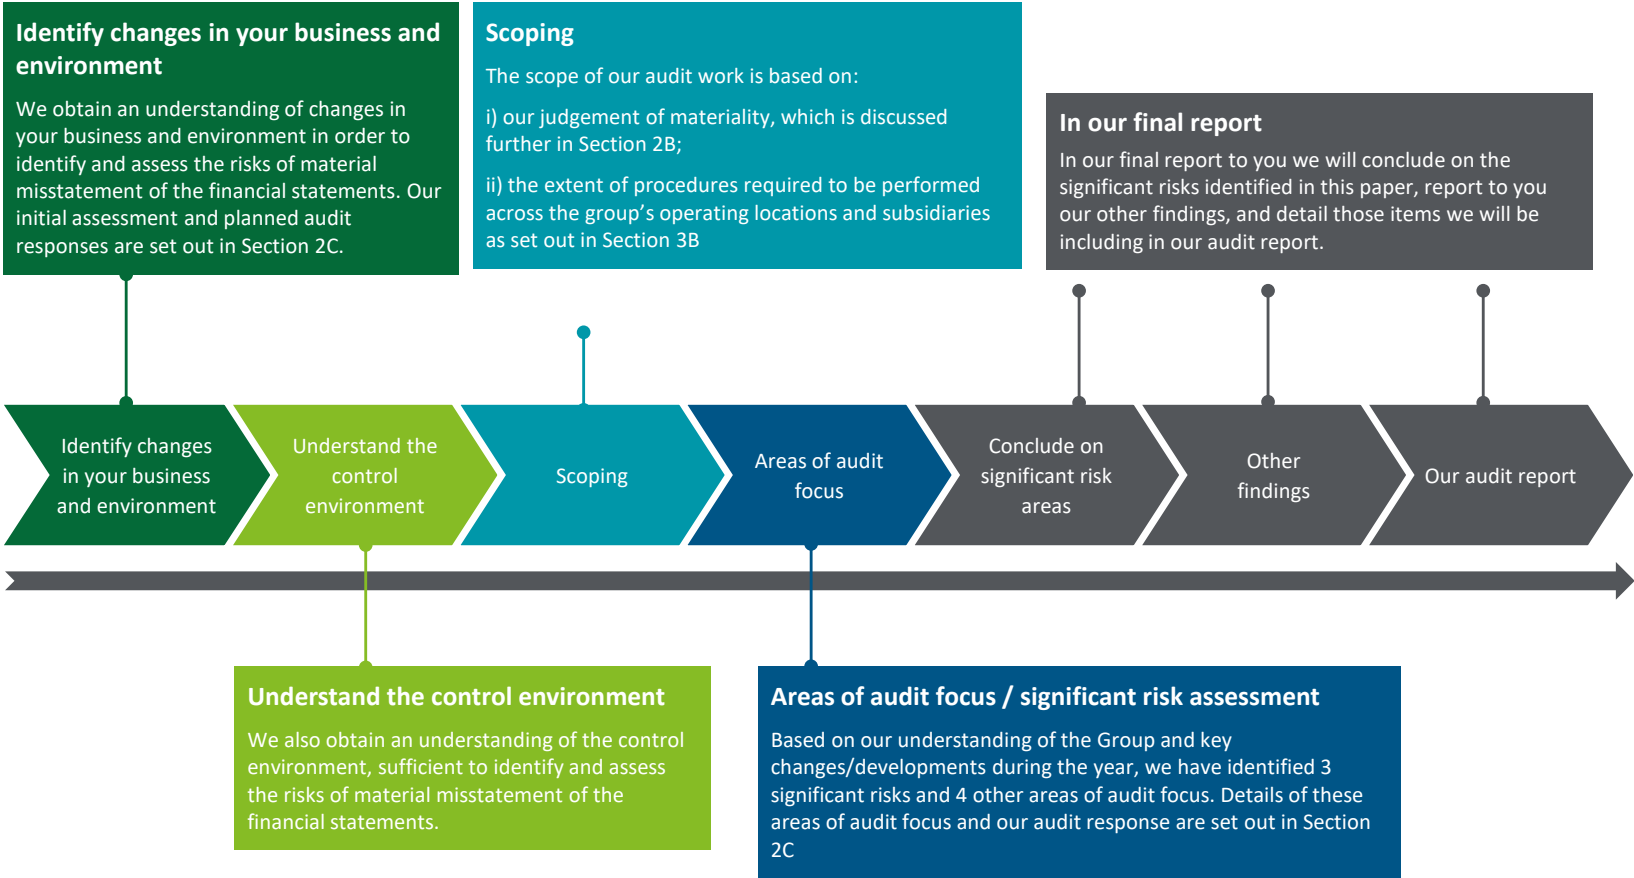 Identify changes in your business and
environment
We obtain an understanding of changes in
your business and environment in order to
identify and assess the risks of material
misstatement of the financial statements. Our
initial assessment and planned audit
responses are set out in Section 2C.
Scoping
The scope of our audit work is based on:
i) our judgement of materiality, which is discussed
further in Section 2B;
ii) the extent of procedures required to be performed
across the group’s operating locations and subsidiaries
as set out in Section 3B
In our final report
In our final report to you we will conclude on the
significant risks identified in this paper, report to you
our other findings, and detail those items we will be
including in our audit report.
Identify changes
in your business
and environment
Understand the
control
environment
Scoping
Areas of audit
focus
Conclude on
significant risk
areas
Other
findings
Our audit report
Understand the control environment
We also obtain an understanding of the control
environment, sufficient to identify and assess
the risks of material misstatement of the
financial statements.
Areas of audit focus / significant risk assessment
Based on our understanding of the Group and key
changes/developments during the year, we have identified 3
significant risks and 4 other areas of audit focus. Details of these
areas of audit focus and our audit response are set out in Section
2C